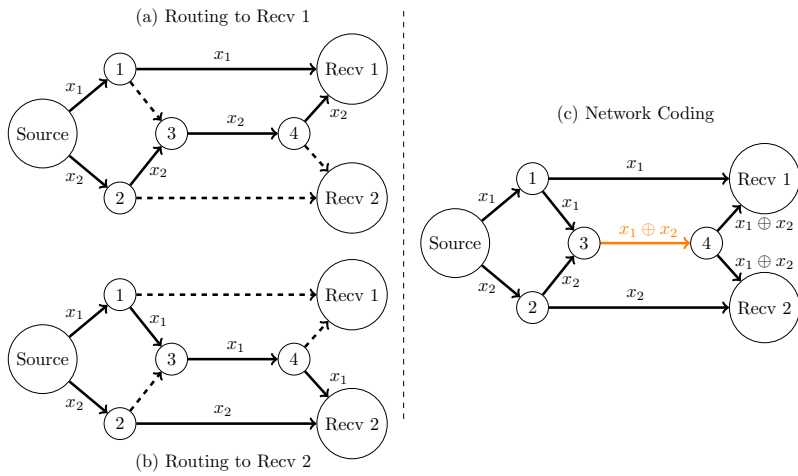 (a) Routing to Recv 1
x₁
1
Recv 1
x₁
Source
3
x₂
4
x₂
x₂
x₂
2
Recv 2
1
Recv 1
x₁
x₁
Source
3
x₁
4
x₁
x₂
2
x₂
Recv 2
(b) Routing to Recv 2
(c) Network Coding
x₁
1
Recv 1
x₁
x₁
x₁ ⊕ x₂
Source
3
x₁ ⊕ x₂
4
x₁ ⊕ x₂
x₂
x₂
2
x₂
Recv 2